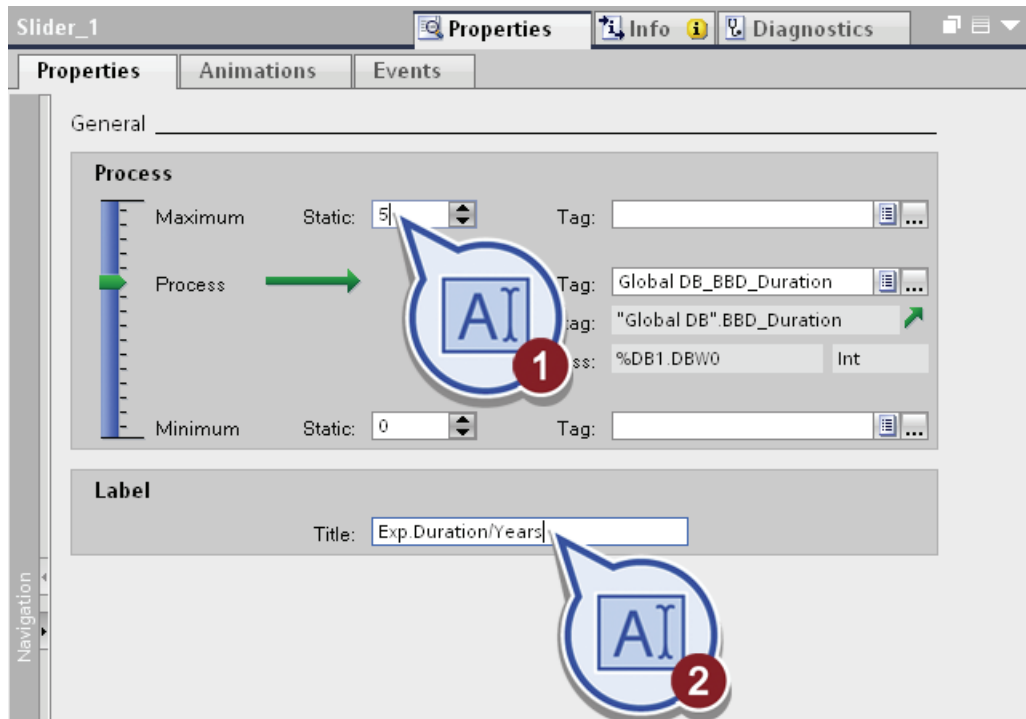 Slider_1 Properties Info Diagnostics
Properties Animations Events
General
Process
Maximum Static: 5 Tag:
Process Tag: Global DB_BBD_Duration ...
"Global DB".BBD_Duration
%DB1.DBW0 Int
Minimum Static: 0 Tag: ...
Label
Title: Exp.Duration/Years
Navigation
AI
1
AI
2